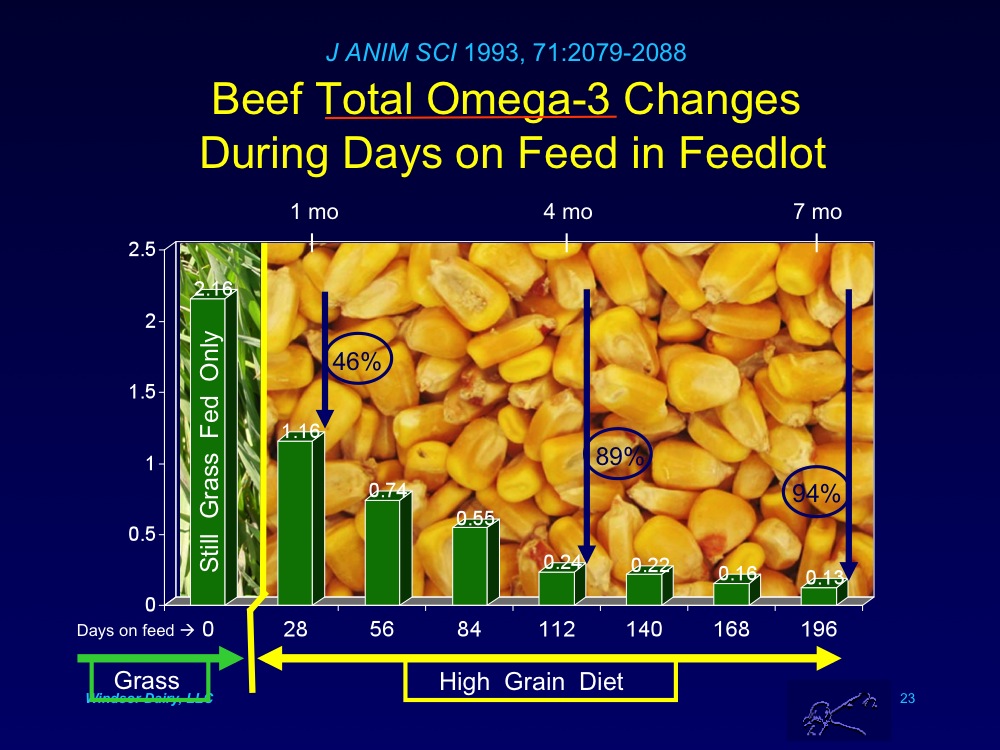 J ANIM SCI 1993, 71:2079-2088
Beef Total Omega-3 Changes
During Days on Feed in Feedlot
1 mo 4 mo 7 mo
2.5
2
1.5
1
0.5
0
2.16
1.16
0.74
0.55
0.24
0.22
0.16
0.13
Still Grass Fed Only
46%
89%
94%
Days on feed → 0 28 56 84 112 140 168 196
Grass
High Grain Diet
Windsor Dairy, LLC
23